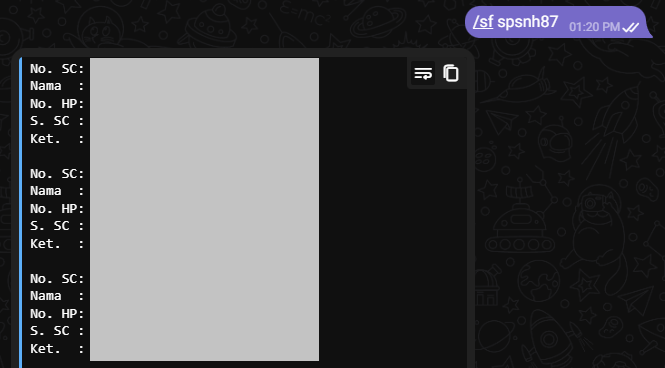 /sf spsnh87
01:20 PM
No. SC:
Nama :
No. HP:
S. SC :
Ket. :
No. SC:
Nama :
No. HP:
S. SC :
Ket. :
No. SC:
Nama :
No. HP:
S. SC :
Ket. :